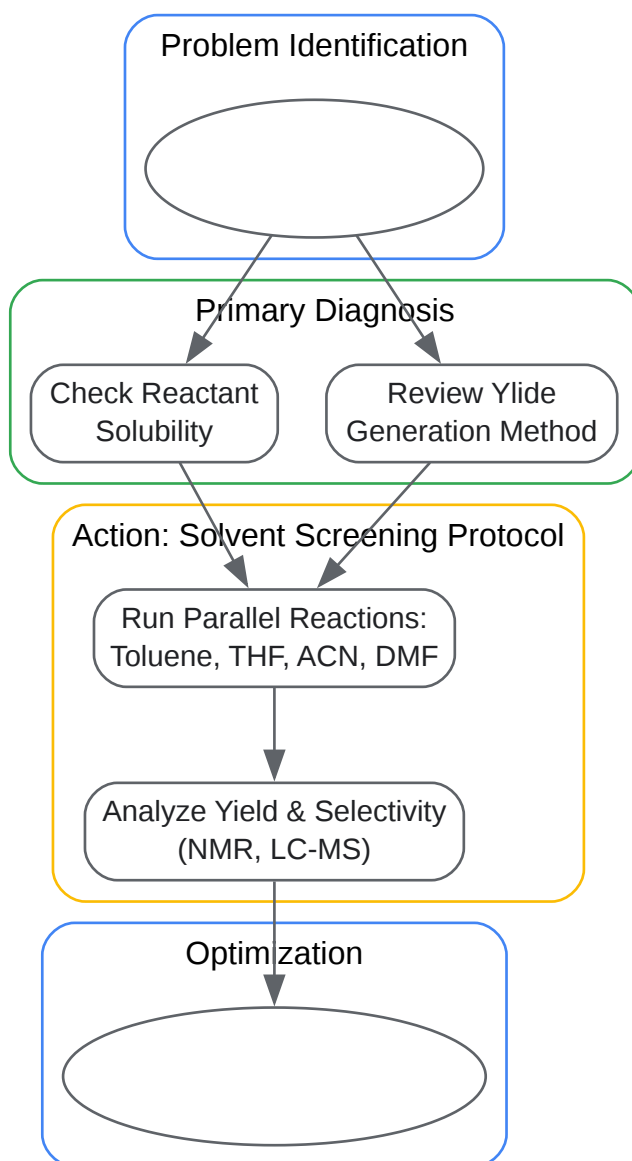 Problem Identification
Primary Diagnosis
Check Reactant
Solubility
Review Ylide
Generation Method
Action: Solvent Screening Protocol
Run Parallel Reactions:
Toluene, THF, ACN, DMF
Analyze Yield & Selectivity
(NMR, LC-MS)
Optimization